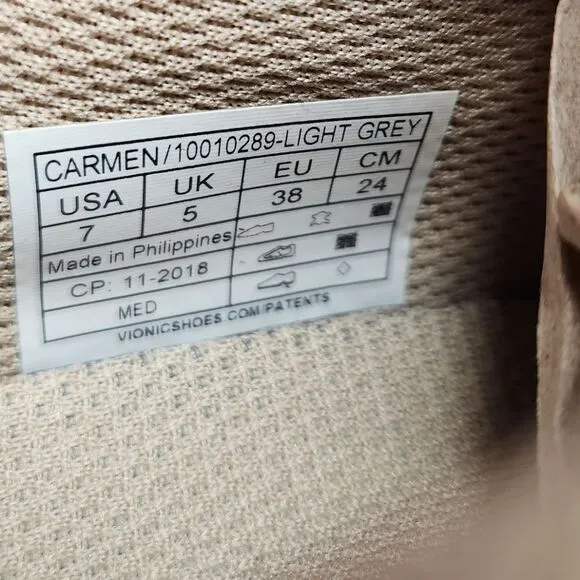 CARMEN/10010289-LIGHT GREY
USA UK EU CM
7 5 38 24
Made in Philippines
CP: 11-2018
MED
VIONICSHOES.COM/PATENTS